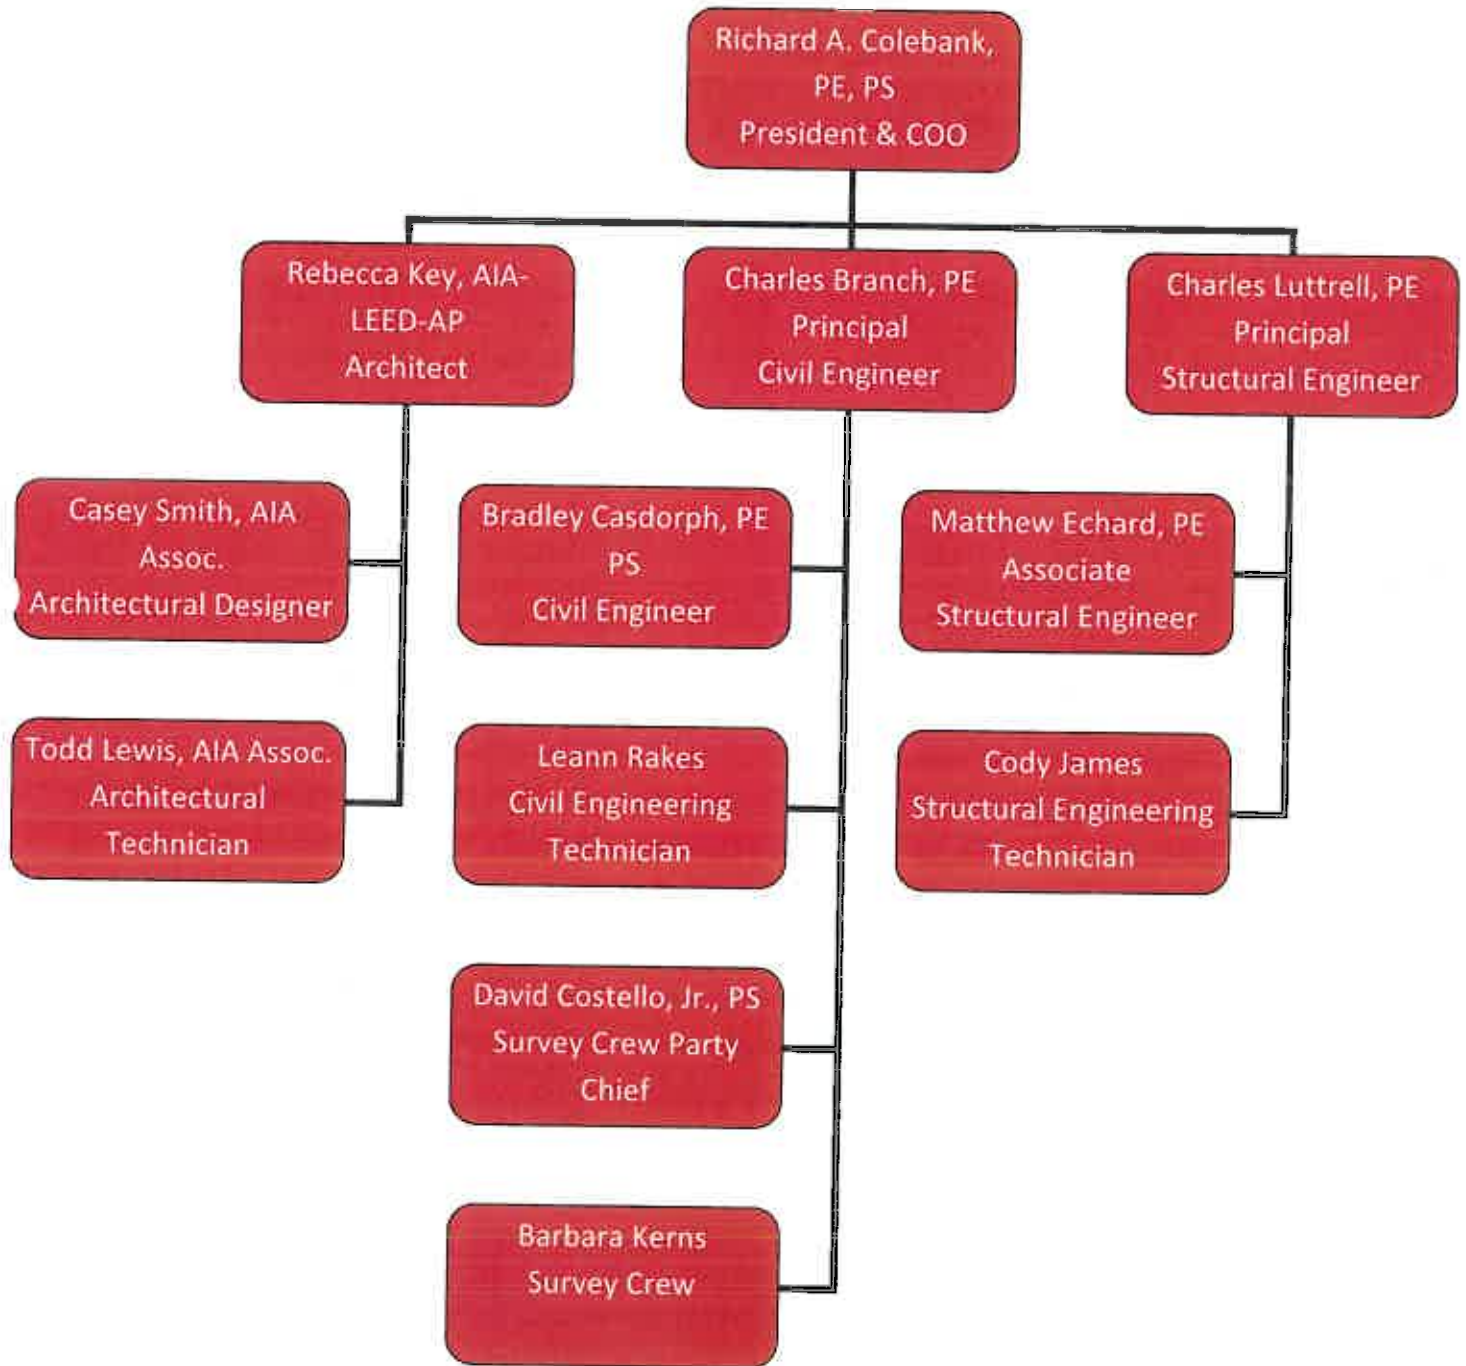 Richard A. Colebank,
PE, PS
President & COO
Rebecca Key, AIA-
LEED-AP
Architect
Charles Branch, PE
Principal
Civil Engineer
Charles Luttrell, PE
Principal
Structural Engineer
Casey Smith, AIA
Assoc.
Architectural Designer
Bradley Casdorph, PE
PS
Civil Engineer
Matthew Echard, PE
Associate
Structural Engineer
Todd Lewis, AIA Assoc.
Architectural
Technician
Leann Rakes
Civil Engineering
Technician
Cody James
Structural Engineering
Technician
David Costello, Jr., PS
Survey Crew Party
Chief
Barbara Kerns
Survey Crew